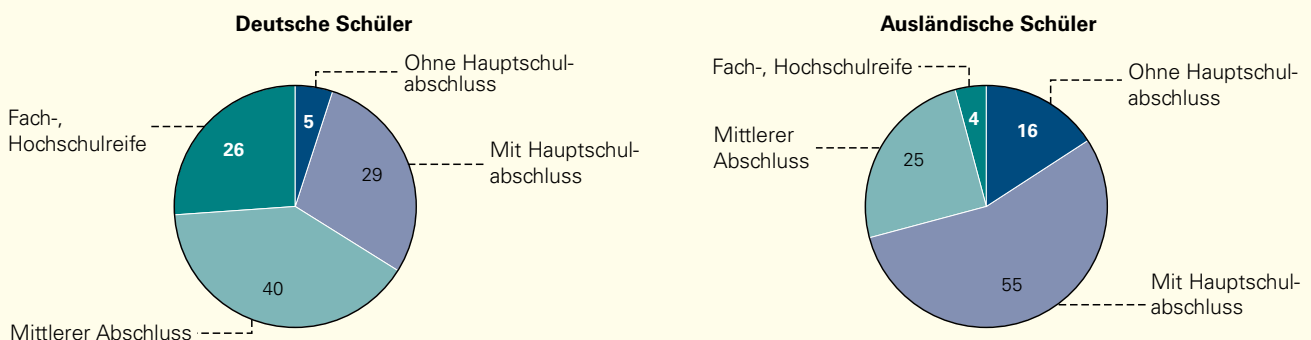 Deutsche Schüler
Ohne Hauptschul-
abschluss
Fach-,
Hochschulreife
5
26
29
Mit Hauptschul-
abschluss
40
Mittlerer Abschluss
Ausländische Schüler
Fach-, Hochschulreife
Ohne Hauptschul-
abschluss
4
16
Mittlerer
Abschluss
25
55
Mit Hauptschul-
abschluss